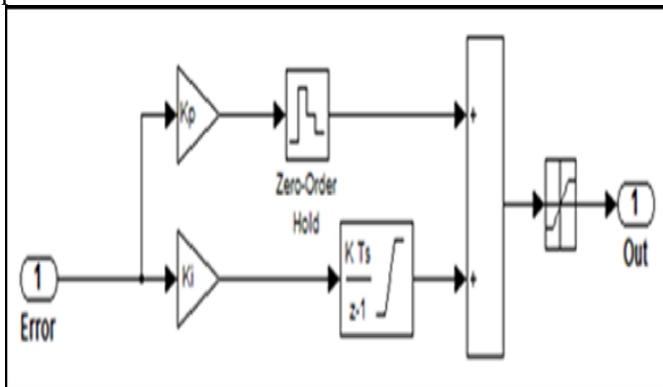 Kp
+
Zero-Order
Hold
1
Out
1
Error
Ki
K Ts
z-1
+